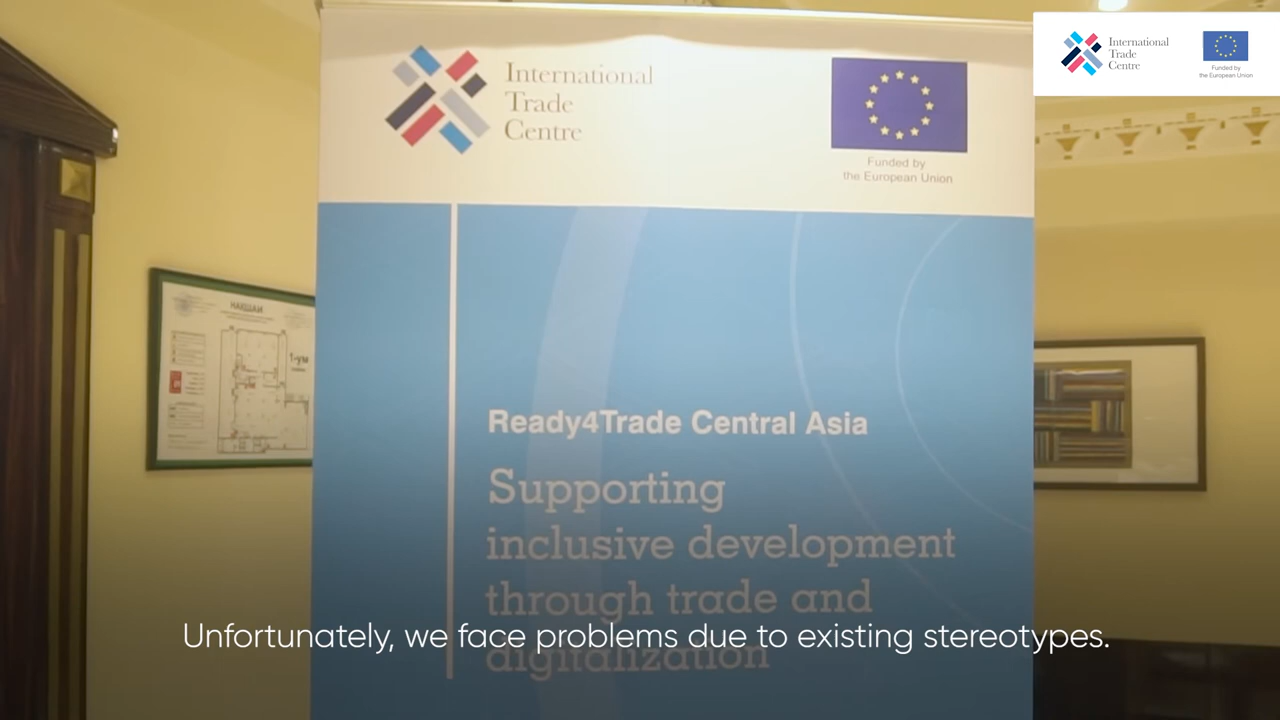 International
Trade
Centre
Funded by
the European Union
International
Trade
Centre
Funded by
the European Union
НАКШАИ
Ready4Trade Central Asia
Supporting
inclusive development
through trade and
digitalization
Unfortunately, we face problems due to existing stereotypes.